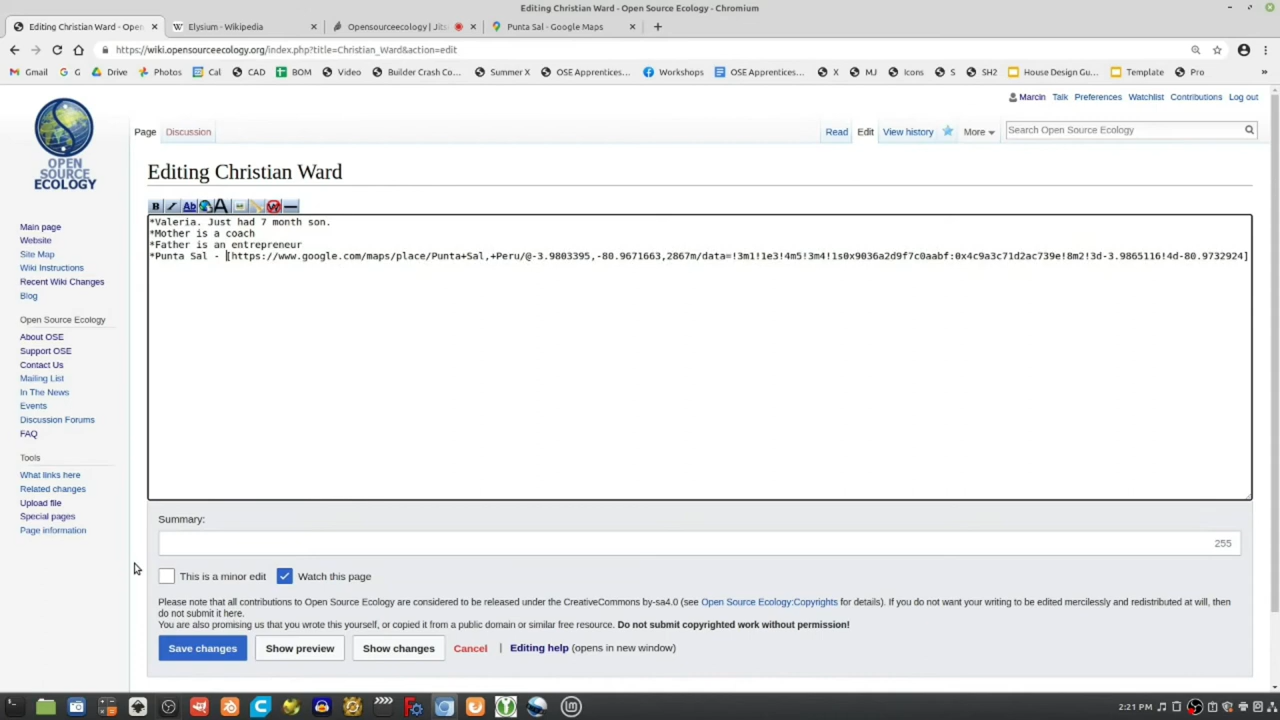 Editing Christian Ward - Open Source Ecology - Chromium
Editing Christian Ward - Open
Elysium - Wikipedia
Opensourceecology | Jits
Punta Sal - Google Maps
https://wiki.opensourceecology.org/index.php?title=Christian_Ward&action=edit
Gmail
G
Drive
Photos
Cal
CAD
BOM
Video
Builder Crash Co...
Summer X
OSE Apprentices...
Workshops
OSE Apprentices...
X
MJ
Icons
S
SH2
House Design Gu...
Template
Pro
Marcin Talk Preferences Watchlist Contributions Log out
OPEN
SOURCE
ECOLOGY
Page Discussion
Read Edit View history More
Search Open Source Ecology
Editing Christian Ward
*Valeria. Just had 7 month son.
*Mother is a coach
*Father is an entrepreneur
*Punta Sal - [https://www.google.com/maps/place/Punta+Sal,+Peru/@-3.9803395,-80.9671663,2867m/data=!3m1!1e3!4m5!3m4!1s0x9036a2d9f7c0aabf:0x4c9a3c71d2ac739e!8m2!3d-3.9865116!4d-80.9732924]
Main page
Website
Site Map
Wiki Instructions
Recent Wiki Changes
Blog
Open Source Ecology
About OSE
Support OSE
Contact Us
Mailing List
In The News
Events
Discussion Forums
FAQ
Tools
What links here
Related changes
Upload file
Special pages
Page information
Summary:
255
This is a minor edit Watch this page
Please note that all contributions to Open Source Ecology are considered to be released under the CreativeCommons by-sa4.0 (see Open Source Ecology:Copyrights for details). If you do not want your writing to be edited mercilessly and redistributed at will, then
do not submit it here.
You are also promising us that you wrote this yourself, or copied it from a public domain or similar free resource. Do not submit copyrighted work without permission!
Save changes
Show preview
Show changes
Cancel | Editing help (opens in new window)
2:21 PM